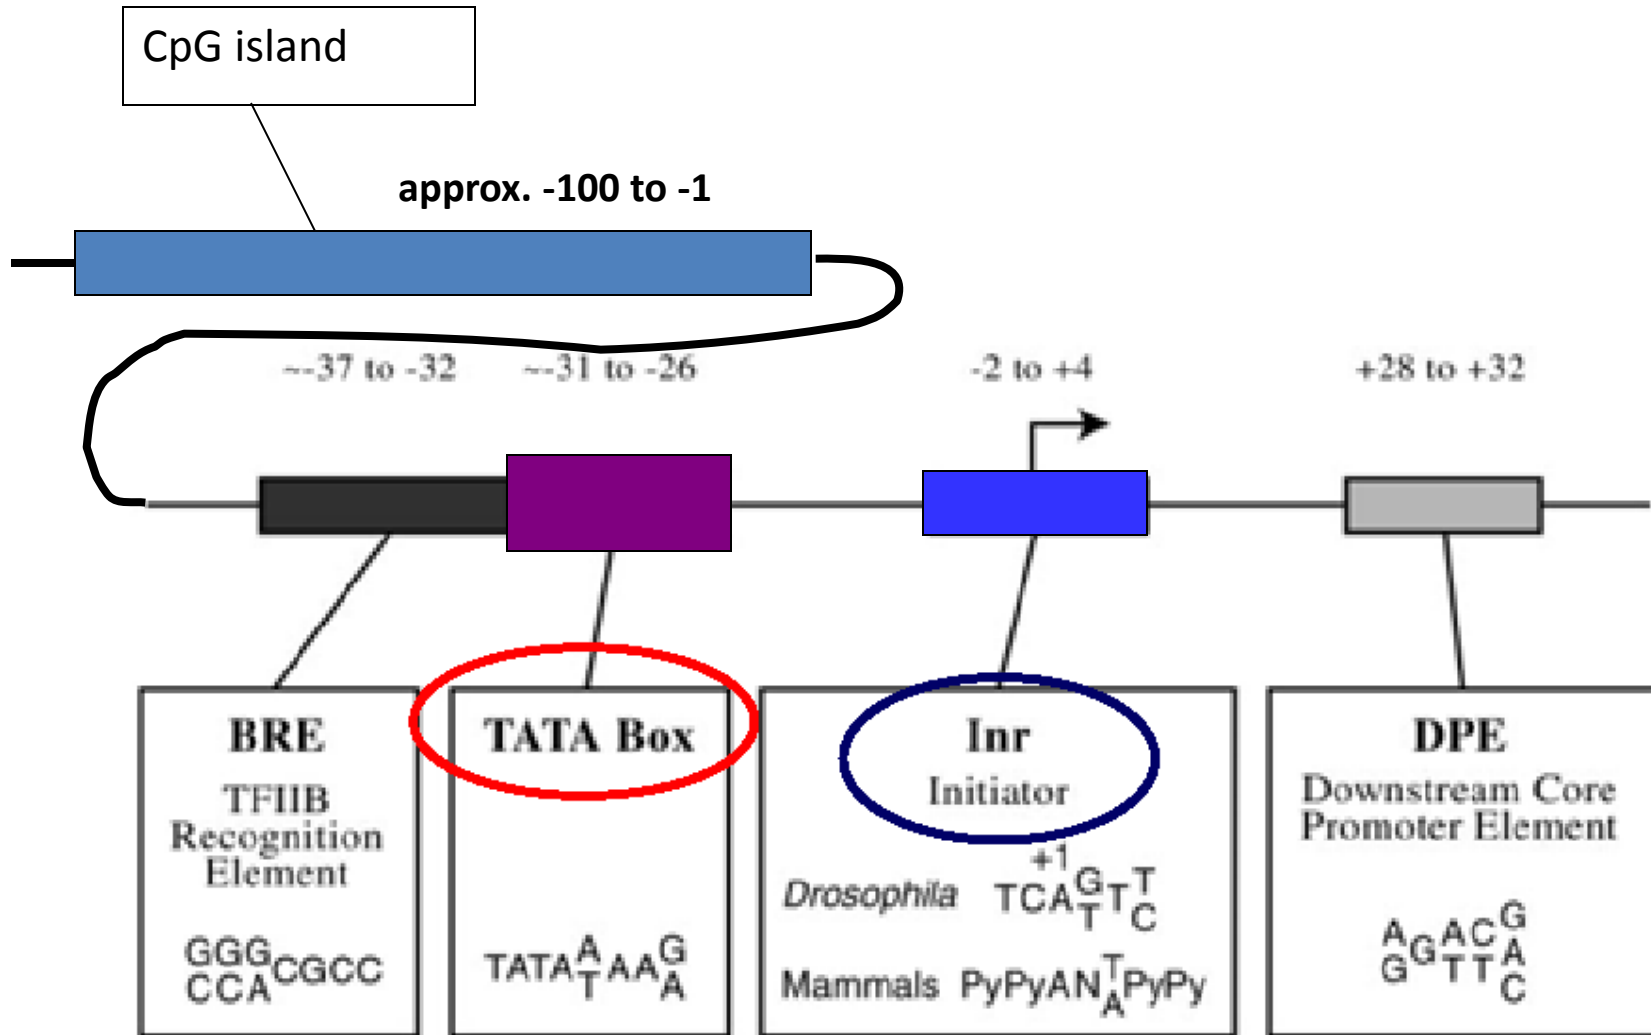 CpG island
approx. -100 to -1
~-37 to -32
~-31 to -26
-2 to +4
+28 to +32
BRE
TFIIB
Recognition
Element
GGG
CCA
CGCC
TATA Box
TATA
A
T
AA
G
A
Inr
Initiator
+1
Drosophila TCA
G
T
T
T
C
Mammals PyPyAN
T
A
PyPy
DPE
Downstream Core
Promoter Element
A
G
G
A
T
C
T
G
A
C